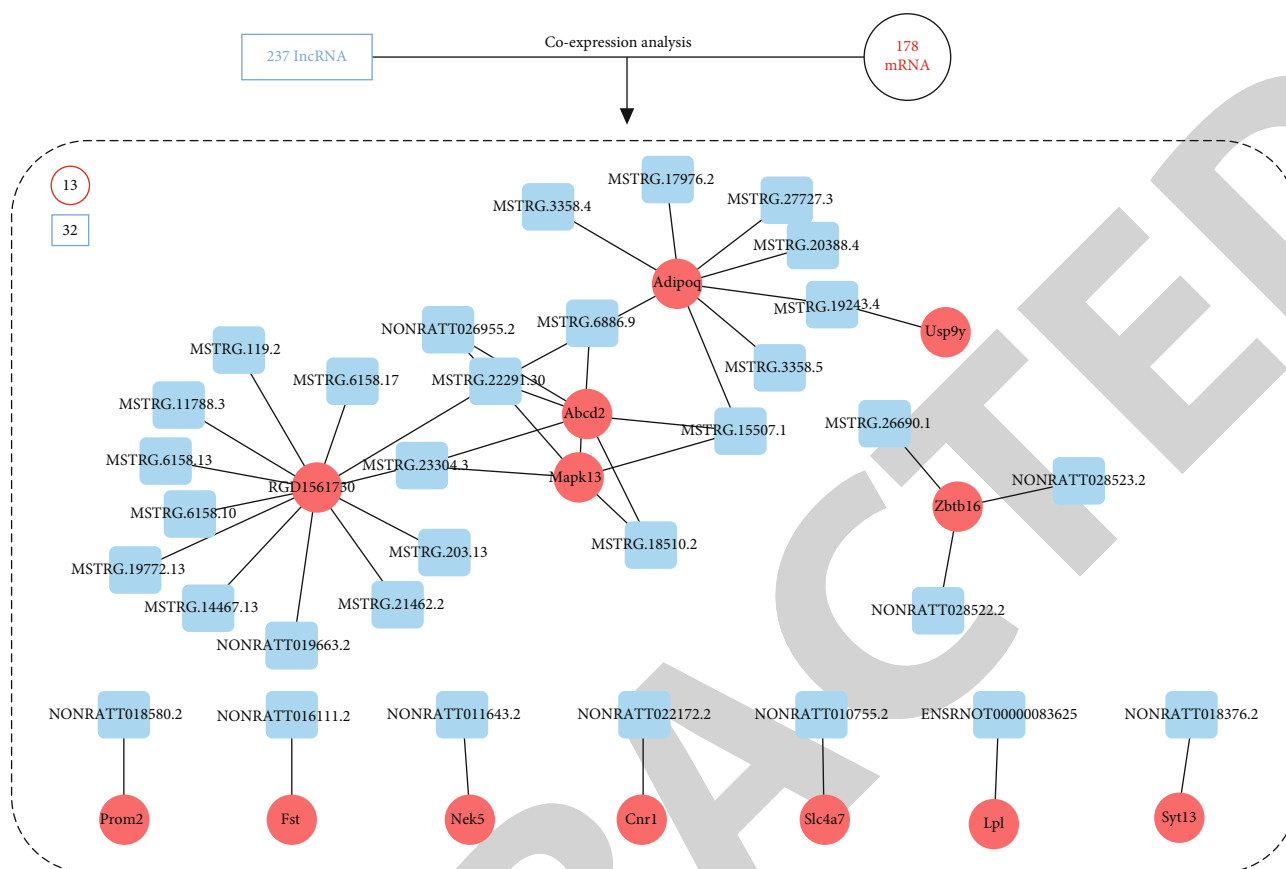 Co-expression analysis
237 IncRNA
178
mRNA
13
32
MSTRG.17976.2
MSTRG.3358.4
MSTRG.27727.3
MSTRG.20388.4
Adipoq
MSTRG.19243.4
NONRATT026955.2
MSTRG.6886.9
Usp9y
MSTRG.119.2
MSTRG.6158.17
MSTRG.22291.30
MSTRG.3358.5
MSTRG.11788.3
Abcd2
MSTRG.15507.1
MSTRG.26690.1
MSTRG.6158.13
MSTRG.23304.3
Mapk13
NONRATT028523.2
RGD1561730
Zbtb16
MSTRG.6158.10
MSTRG.203.13
MSTRG.18510.2
MSTRG.19772.13
MSTRG.14467.13
MSTRG.21462.2
NONRATT028522.2
NONRATT019663.2
NONRATT018580.2
NONRATT016111.2
NONRATT011643.2
NONRATT022172.2
NONRATT010755.2
ENSRNOT00000083625
NONRATT018376.2
Prom2
Fst
Nek5
Cnr1
Slc4a7
Lpl
Syt13
RACTED